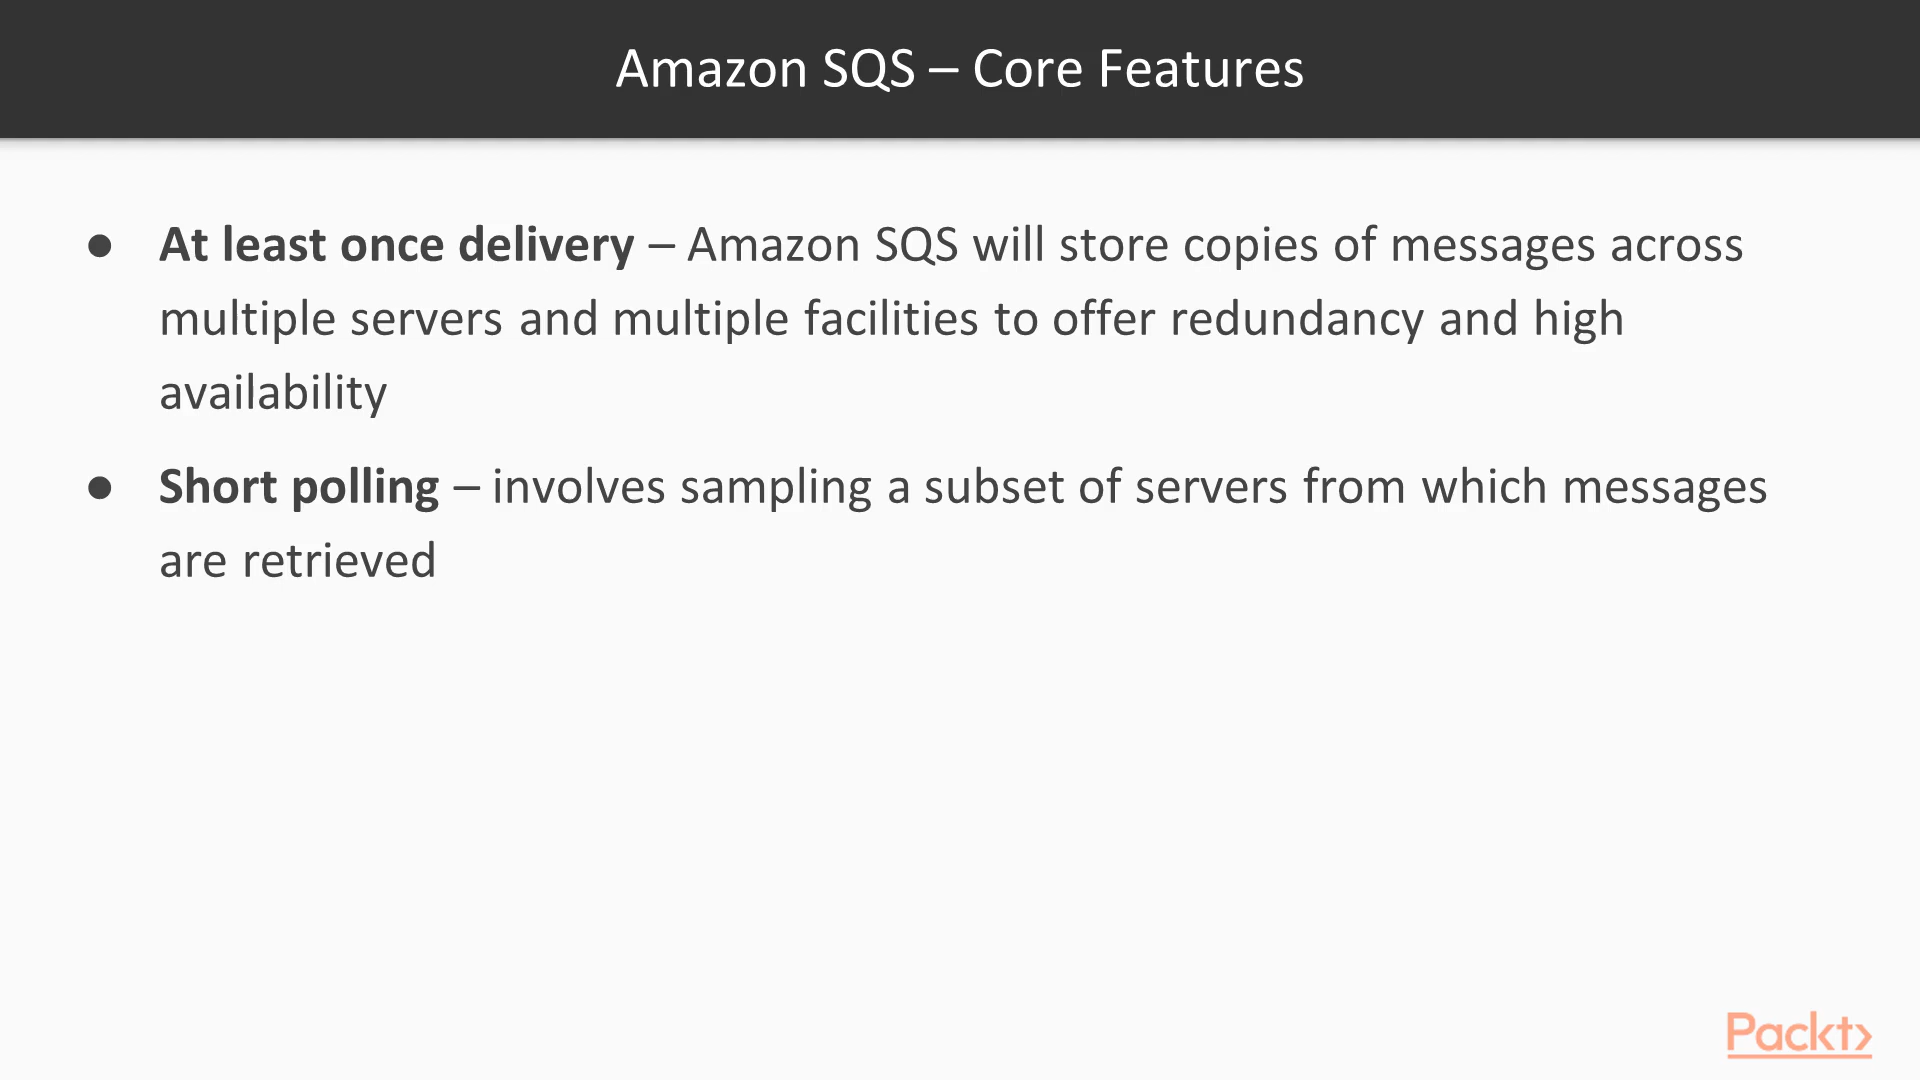 Amazon SQS – Core Features
● At least once delivery – Amazon SQS will store copies of messages across
multiple servers and multiple facilities to offer redundancy and high
availability
● Short polling – involves sampling a subset of servers from which messages
are retrieved
Packt>